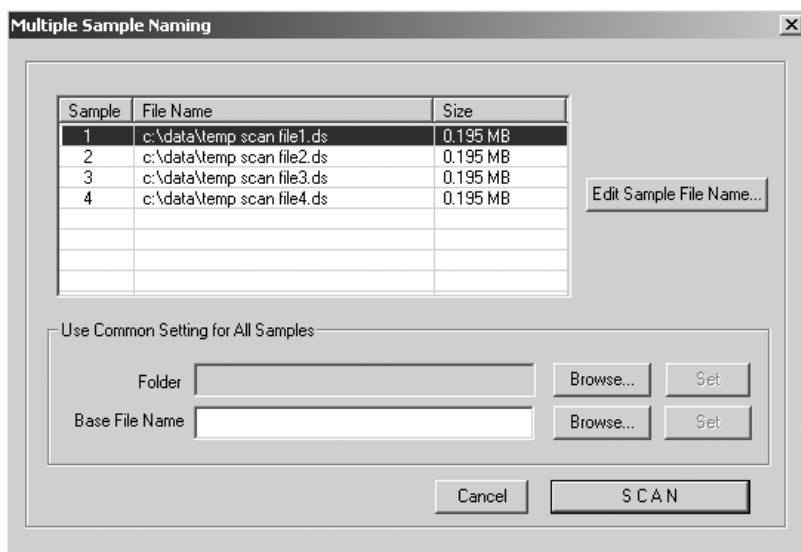 Multiple Sample Naming
Sample File Name Size
1 c:\data\temp scan file1.ds 0.195 MB
2 c:\data\temp scan file2.ds 0.195 MB
3 c:\data\temp scan file3.ds 0.195 MB
4 c:\data\temp scan file4.ds 0.195 MB
Edit Sample File Name...
Use Common Setting for All Samples
Folder Browse... Set
Base File Name Browse... Set
Cancel SCAN